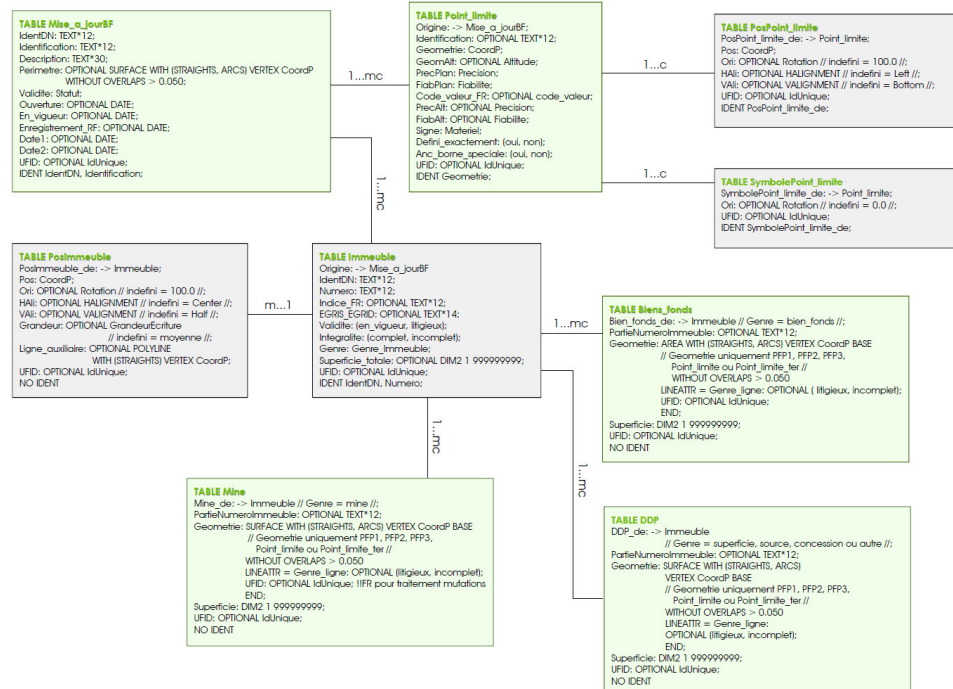 TABLE Mise_a_jourBF
IdentDN: TEXT*12;
Identification: TEXT*12;
Description: TEXT*30;
Perimetre: OPTIONAL SURFACE WITH (STRAIGHTS, ARCS) VERTEX CoordP
WITHOUT OVERLAPS > 0.050;
Validite: Statut;
Ouverture: OPTIONAL DATE;
En_vigueur: OPTIONAL DATE;
Enregistrement_RF: OPTIONAL DATE;
Date1: OPTIONAL DATE;
Date2: OPTIONAL DATE;
UFID: OPTIONAL IdUnique;
IDENT IdentDN, Identification;
1...mc
TABLE Point_limite
Origine: -> Mise_a_jourBF;
Identification: OPTIONAL TEXT*12;
Geometrie: CoordP;
GeomAlt: OPTIONAL Altitude;
PrecPlan: Precision;
FiabPlan: Fiabilite;
Code_valeur_FR: OPTIONAL code_valeur;
PrecAlt: OPTIONAL Precision;
FiabAlt: OPTIONAL Fiabilite;
Signe: Materiel;
Defini_exactement: (oui, non);
Anc_borne_speciale: (oui, non);
UFID: OPTIONAL IdUnique;
IDENT Geometrie;
1...c
TABLE PosPoint_limite
PosPoint_limite_de: -> Point_limite;
Pos: CoordP;
Ori: OPTIONAL Rotation // indefini = 100.0 //;
HAli: OPTIONAL HALIGNMENT // indefini = Left //;
VAli: OPTIONAL VALIGNMENT // indefini = Bottom //;
UFID: OPTIONAL IdUnique;
IDENT PosPoint_limite_de;
1...c
TABLE SymbolePoint_limite
SymbolePoint_limite_de: -> Point_limite;
Ori: OPTIONAL Rotation // indefini = 0.0 //;
UFID: OPTIONAL IdUnique;
IDENT SymbolePoint_limite_de;
1...mc
TABLE PosImmeuble
PosImmeuble_de: -> Immeuble;
Pos: CoordP;
Ori: OPTIONAL Rotation // indefini = 100.0 //;
HAli: OPTIONAL HALIGNMENT // indefini = Center //;
VAli: OPTIONAL VALIGNMENT // indefini = Half //;
Grandeur: OPTIONAL GrandeurEcriture
// indefini = moyenne //;
Ligne_auxiliaire: OPTIONAL POLYLINE
WITH (STRAIGHTS) VERTEX CoordP;
UFID: OPTIONAL IdUnique;
NO IDENT
m...1
TABLE Immeuble
Origine: -> Mise_a_jourBF
IdentDN: TEXT*12;
Numero: TEXT*12;
Indice_FR: OPTIONAL TEXT*12;
EGRIS_EGRID: OPTIONAL TEXT*14;
Validite: (en_vigueur, litigieux);
Integralite: (complet, incomplet);
Genre: Genre_Immeuble;
Superficie_totale: OPTIONAL DIM2 1 999999999;
UFID: OPTIONAL IdUnique;
IDENT IdentDN, Numero;
1...mc
TABLE Biens_fonds
Bien_fonds_de: -> Immeuble // Genre = bien_fonds //;
PartieNumeroImmeuble: OPTIONAL TEXT*12;
Geometrie: AREA WITH (STRAIGHTS, ARCS) VERTEX CoordP BASE
// Geometrie uniquement PFP1, PFP2, PFP3,
Point_limite ou Point_limite_ter //
WITHOUT OVERLAPS > 0.050
LINEATTR = Genre_ligne: OPTIONAL ( litigieux, incomplet);
UFID: OPTIONAL IdUnique;
END;
Superficie: DIM2 1 999999999;
UFID: OPTIONAL IdUnique;
NO IDENT
1...mc
1...mc
TABLE Mine
Mine_de: -> Immeuble // Genre = mine //;
PartieNumeroImmeuble: OPTIONAL TEXT*12;
Geometrie: SURFACE WITH (STRAIGHTS, ARCS) VERTEX CoordP BASE
// Geometrie uniquement PFP1, PFP2, PFP3,
Point_limite ou Point_limite_ter //
WITHOUT OVERLAPS > 0.050
LINEATTR = Genre_ligne: OPTIONAL (litigieux, incomplet);
UFID: OPTIONAL IdUnique; !!FR pour traitement mutations
END;
Superficie: DIM2 1 999999999;
UFID: OPTIONAL IdUnique;
NO IDENT
TABLE DDP
DDP_de: -> Immeuble
// Genre = superficie, source, concession ou autre //;
PartieNumeroImmeuble: OPTIONAL TEXT*12;
Geometrie: SURFACE WITH (STRAIGHTS, ARCS)
VERTEX CoordP BASE
// Geometrie uniquement PFP1, PFP2, PFP3,
Point_limite ou Point_limite_ter //
WITHOUT OVERLAPS > 0.050
LINEATTR = Genre_ligne:
OPTIONAL (litigieux, incomplet);
END;
Superficie: DIM2 1 999999999;
UFID: OPTIONAL IdUnique;
NO IDENT